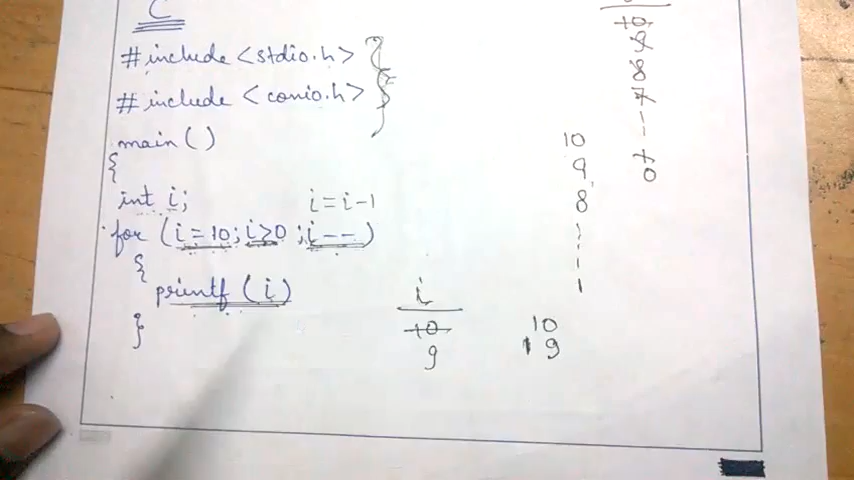 C
#include <stdio.h>
#include <conio.h>
main()
{
int i;
i=i-1
for (i=10; i>0 ; i--)
{
printf (i)
}
i
10
9
10
9
10
9
8
1
10
9
8
7
0